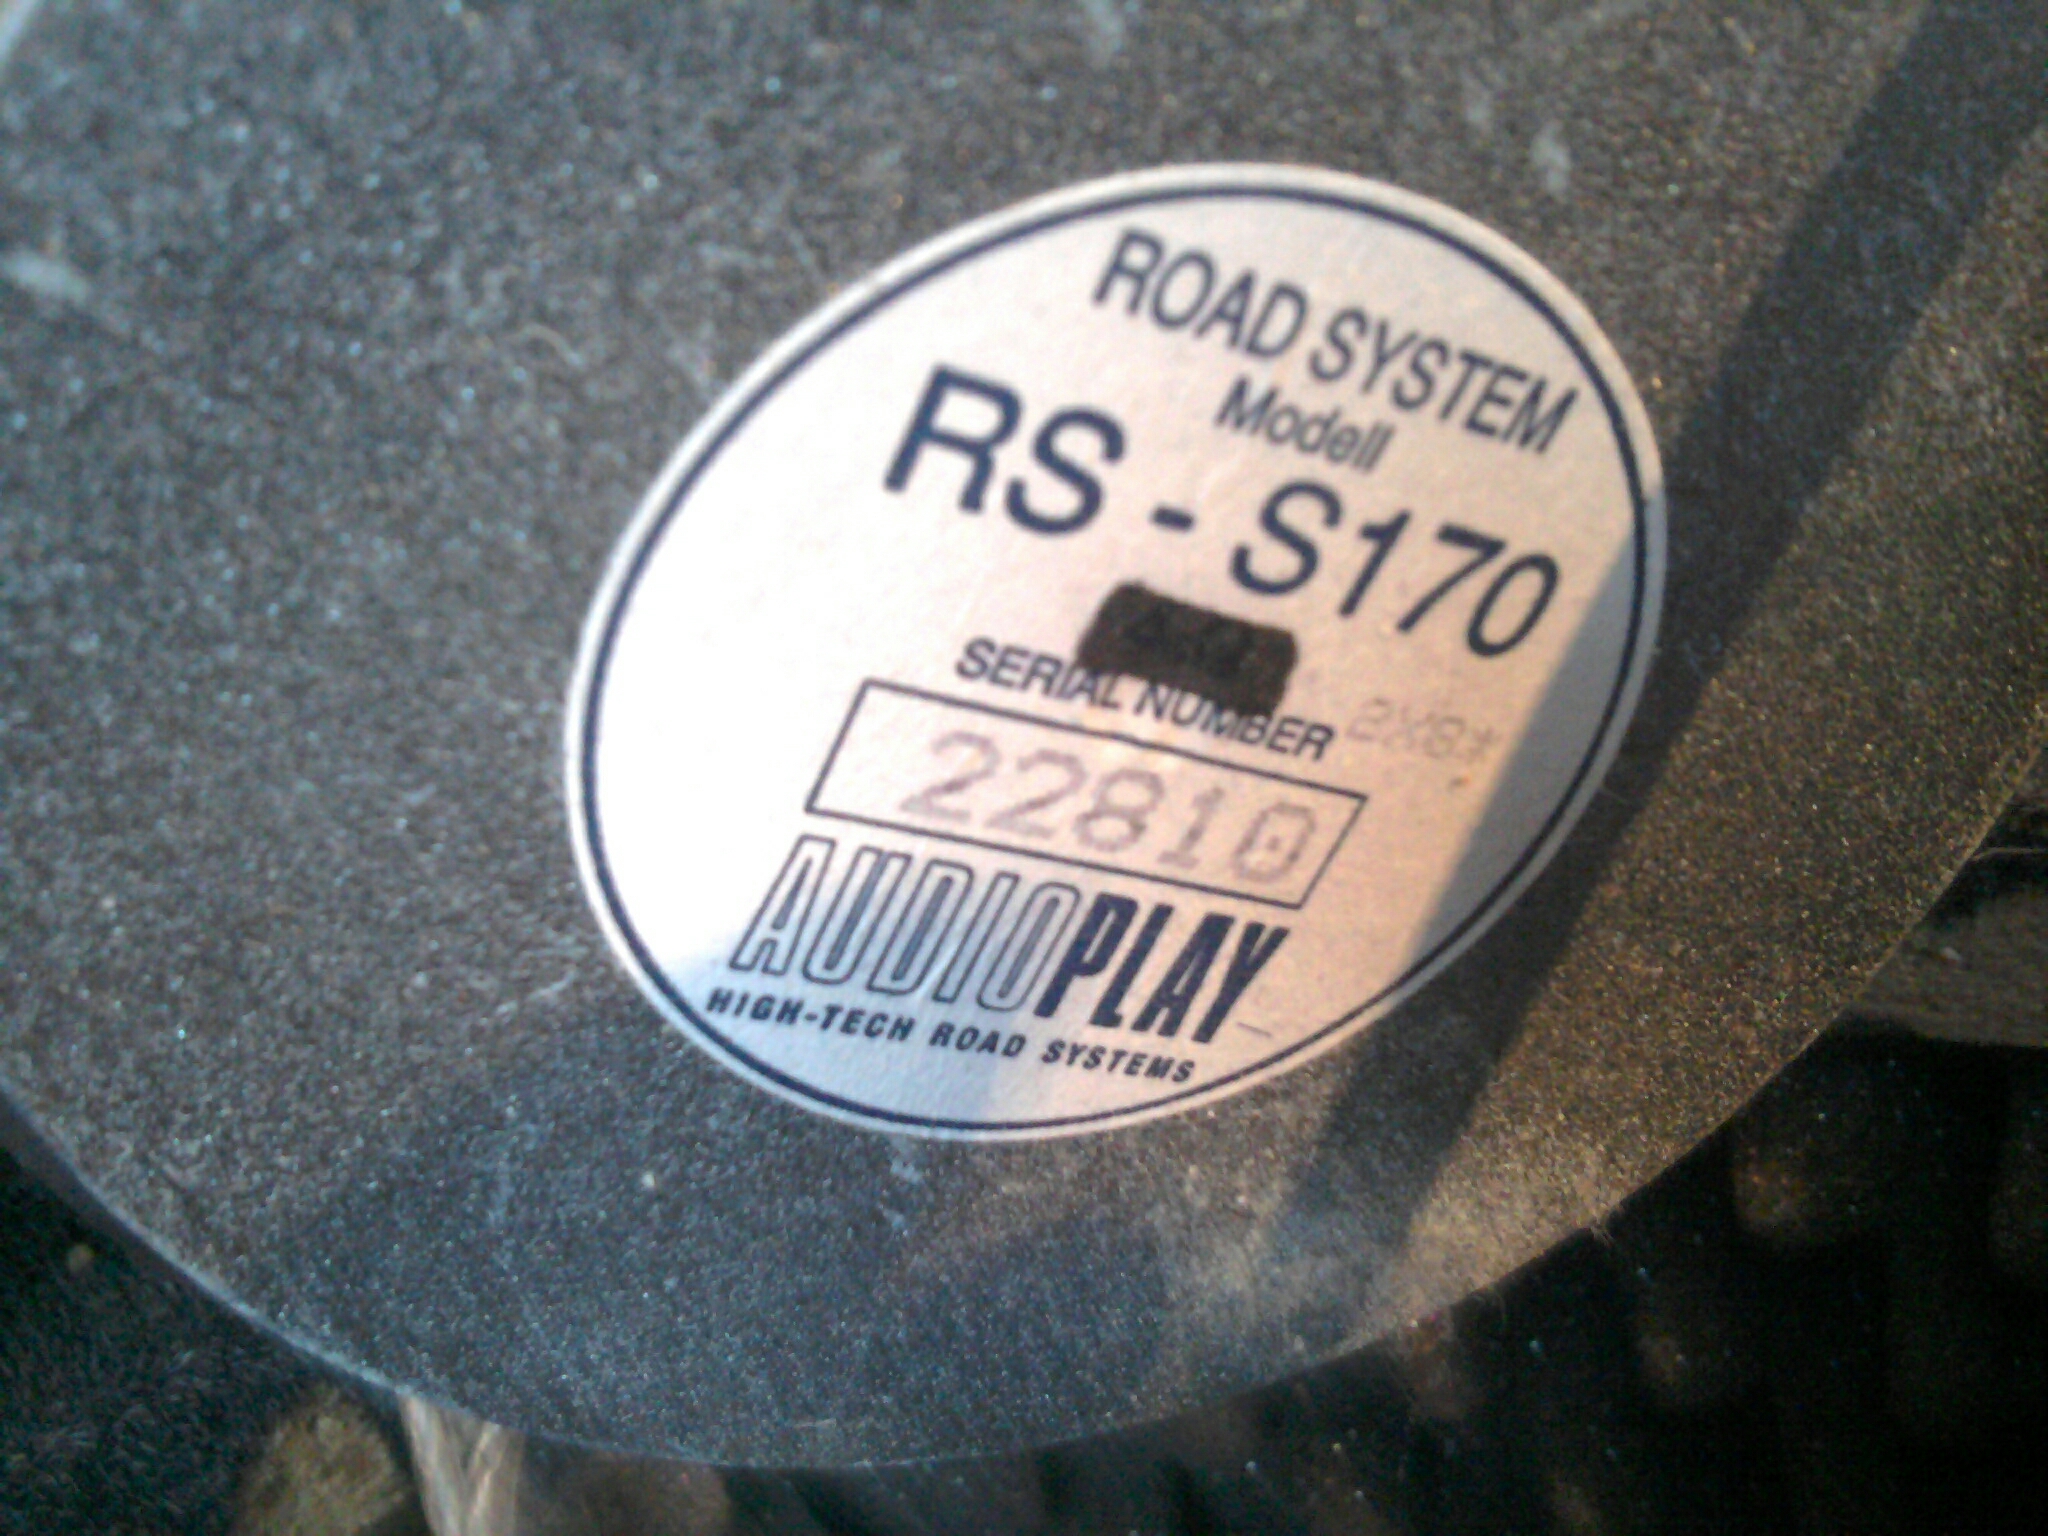 ROAD SYSTEM
Modell
RS - S170
SERIAL NUMBER
22810
AUDIOPLAY
HIGH-TECH ROAD SYSTEMS